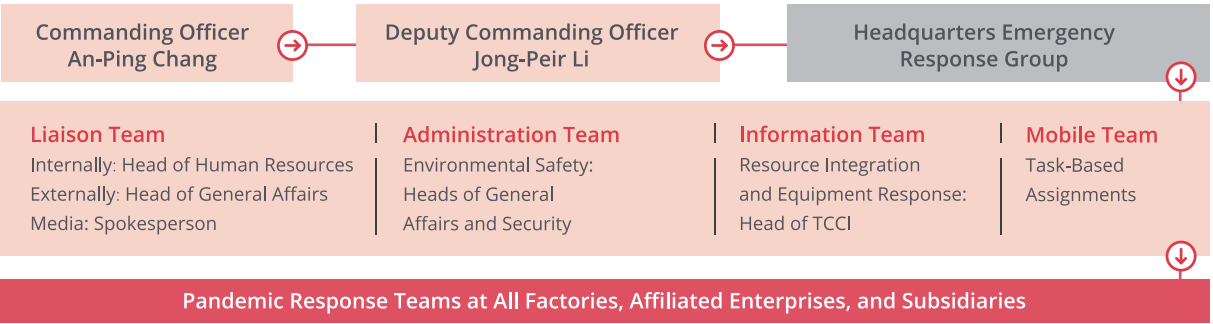 Commanding Officer
An-Ping Chang
Deputy Commanding Officer
Jong-Peir Li
Headquarters Emergency
Response Group
Liaison Team
Internally: Head of Human Resources
Externally: Head of General Affairs
Media: Spokesperson
Administration Team
Environmental Safety:
Heads of General
Affairs and Security
Information Team
Resource Integration
and Equipment Response:
Head of TCCI
Mobile Team
Task-Based
Assignments
Pandemic Response Teams at All Factories, Affiliated Enterprises, and Subsidiaries